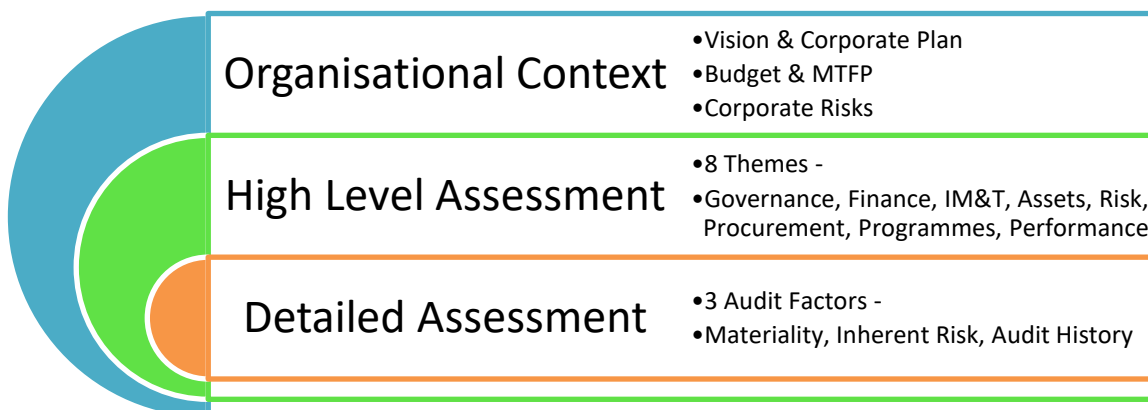 Organisational Context
•Vision & Corporate Plan
•Budget & MTFP
•Corporate Risks
High Level Assessment
•8 Themes -
•Governance, Finance, IM&T, Assets, Risk,
Procurement, Programmes, Performance
Detailed Assessment
•3 Audit Factors -
•Materiality, Inherent Risk, Audit History